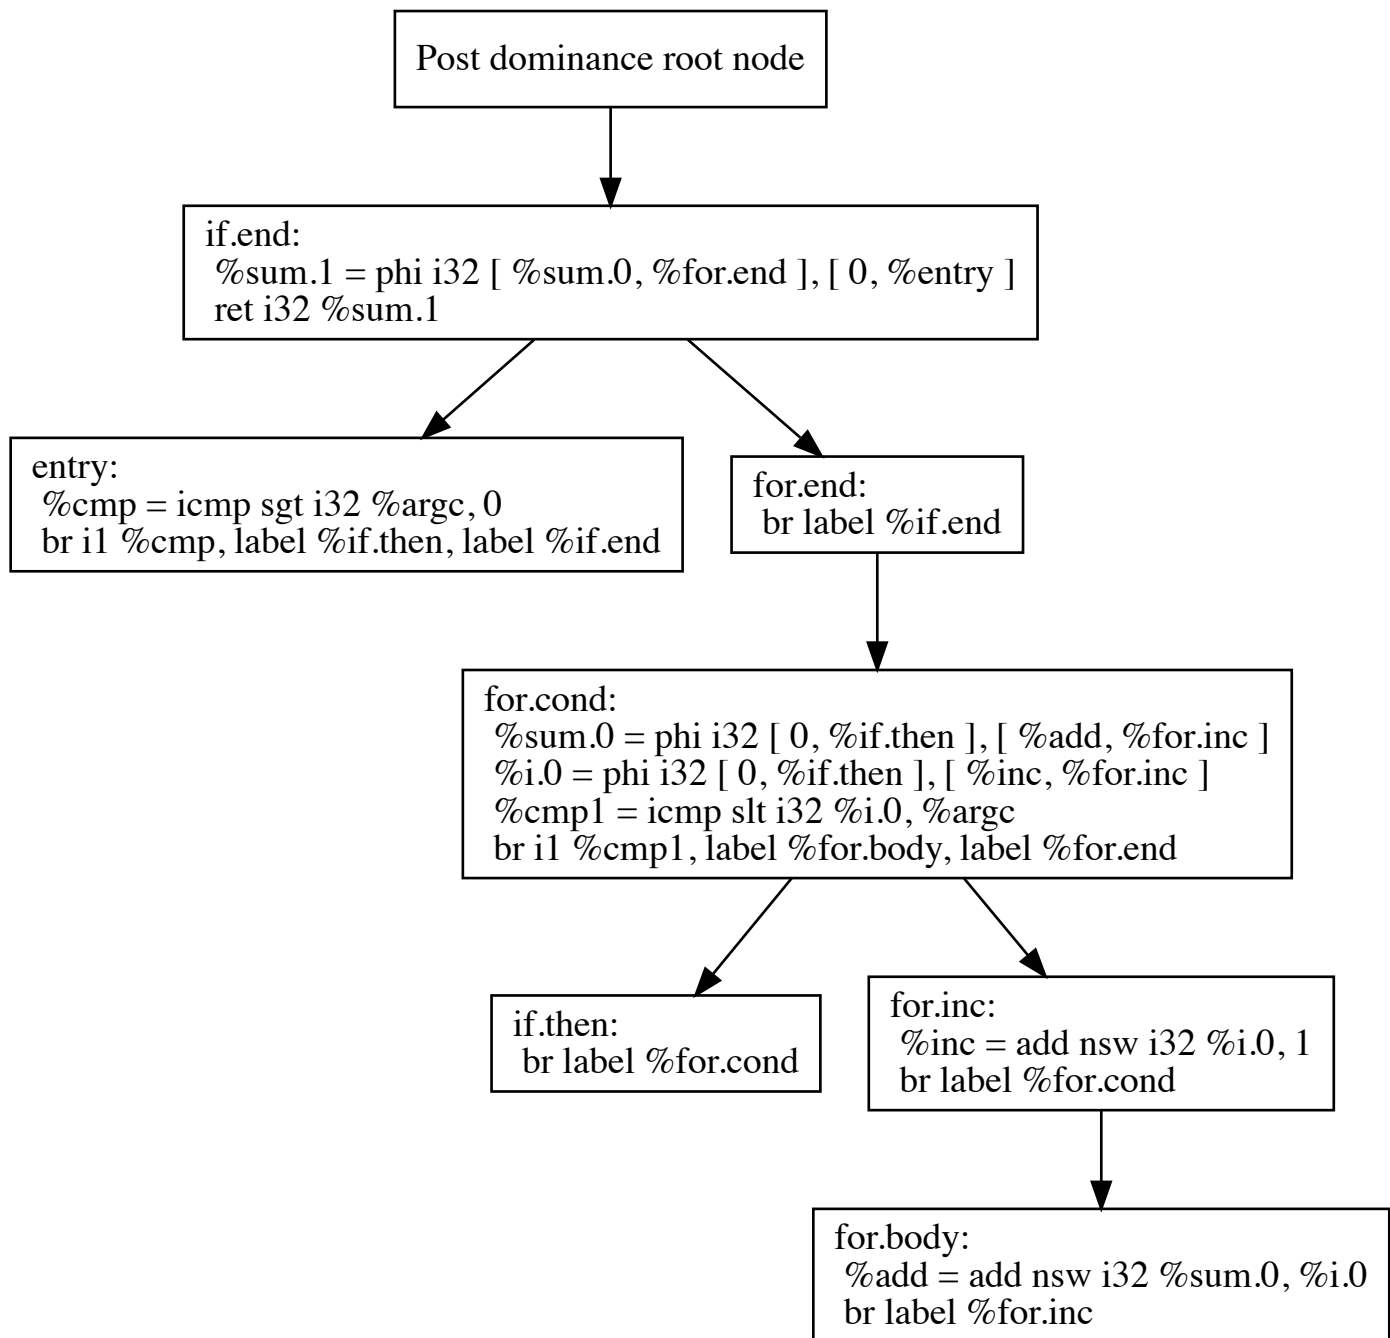 Post dominance root node
if.end:
%sum.1 = phi i32 [ %sum.0, %for.end ], [ 0, %entry ]
ret i32 %sum.1
entry:
%cmp = icmp sgt i32 %argc, 0
br i1 %cmp, label %if.then, label %if.end
for.end:
br label %if.end
for.cond:
%sum.0 = phi i32 [ 0, %if.then ], [ %add, %for.inc ]
%i.0 = phi i32 [ 0, %if.then ], [ %inc, %for.inc ]
%cmp1 = icmp slt i32 %i.0, %argc
br i1 %cmp1, label %for.body, label %for.end
if.then:
br label %for.cond
for.inc:
%inc = add nsw i32 %i.0, 1
br label %for.cond
for.body:
%add = add nsw i32 %sum.0, %i.0
br label %for.inc